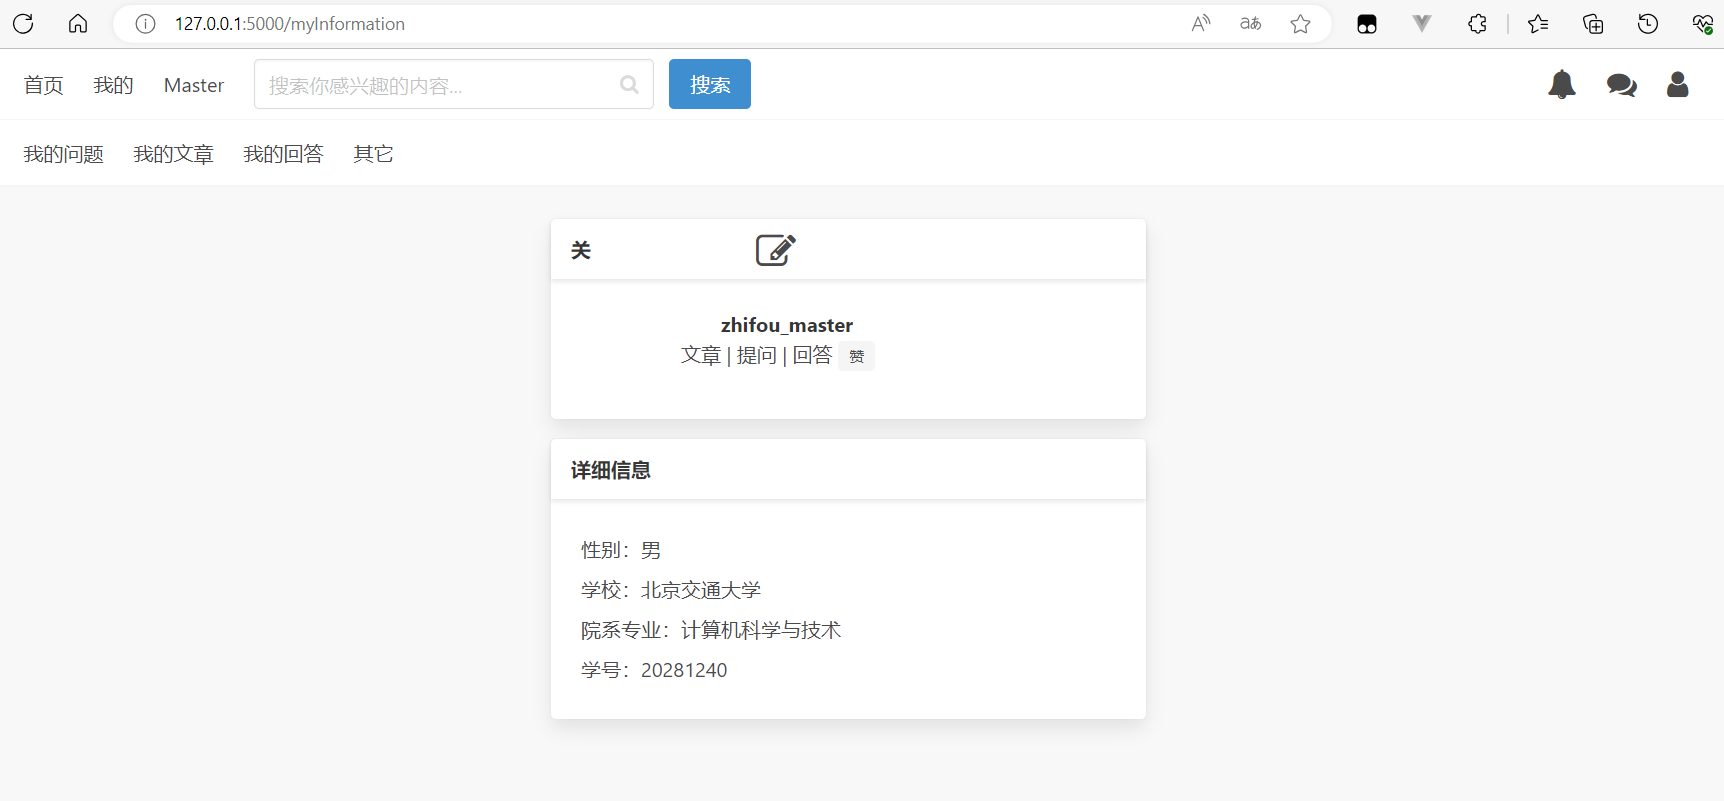 127.0.0.1:5000/myInformation
首页 我的 Master 搜索你感兴趣的内容... 搜索
我的问题 我的文章 我的回答 其它
关
zhifou_master
文章 | 提问 | 回答 赞
详细信息
性别：男
学校：北京交通大学
院系专业：计算机科学与技术
学号：20281240